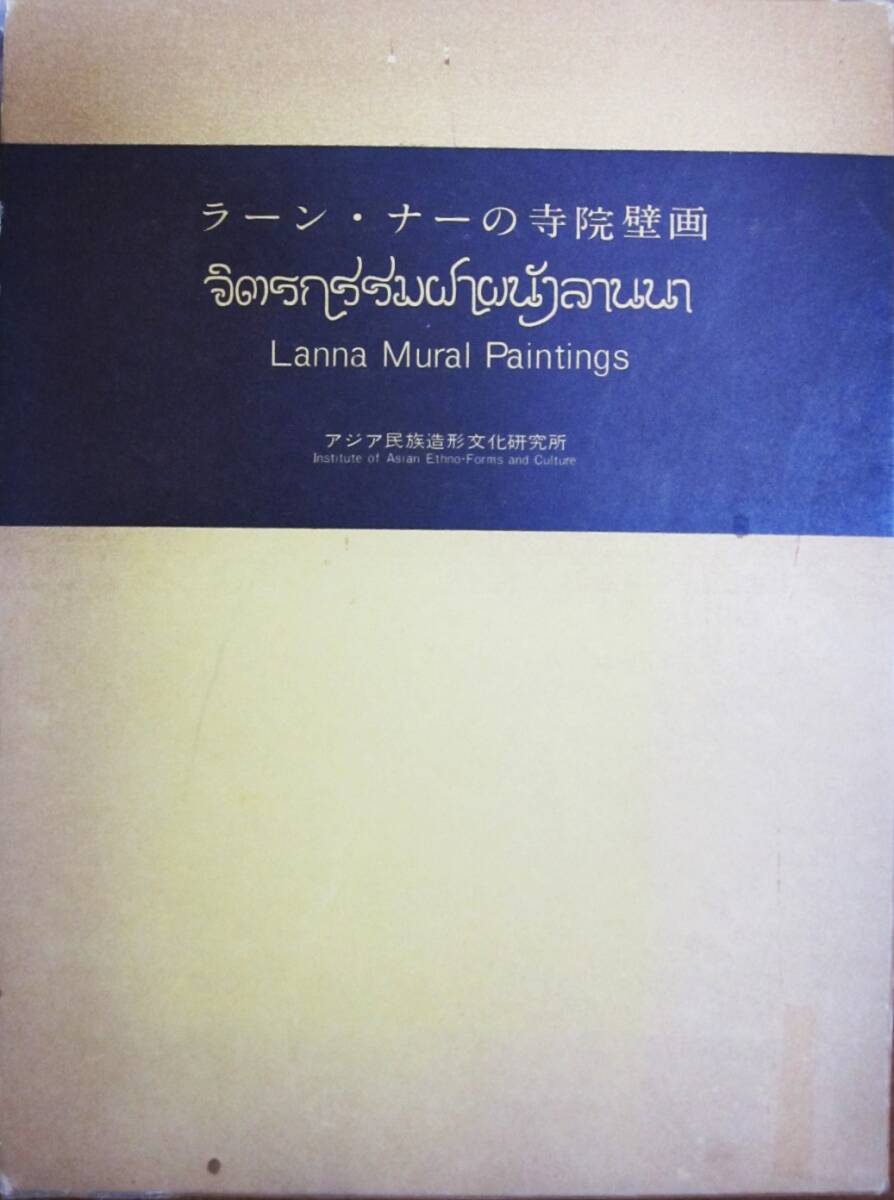 ラーン・ナーの寺院壁画
จิตรกรรมฝาผนังลานนา
Lanna Mural Paintings
アジア民族造形文化研究所
Institute of Asian Ethno-Forms and Culture